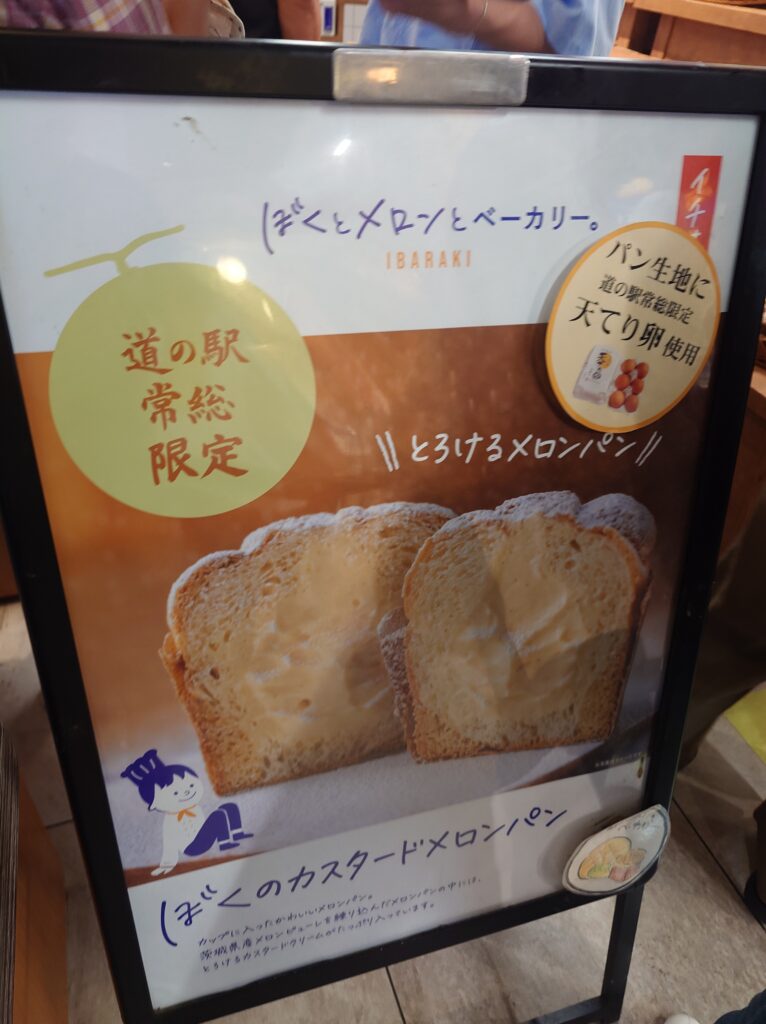 ぼくとメロンとベーカリー。
IBARAKI
パン生地に
道の駅常総限定
天てり卵使用
道の駅
常総
限定
とろけるメロンパン
ぼくのカスタードメロンパン
カップに入ったかわいいメロンパン。
茨城県産メロンピューレを練り込んだメロンパンの中には、
とろけるカスタードクリームがたっぷり入っています。